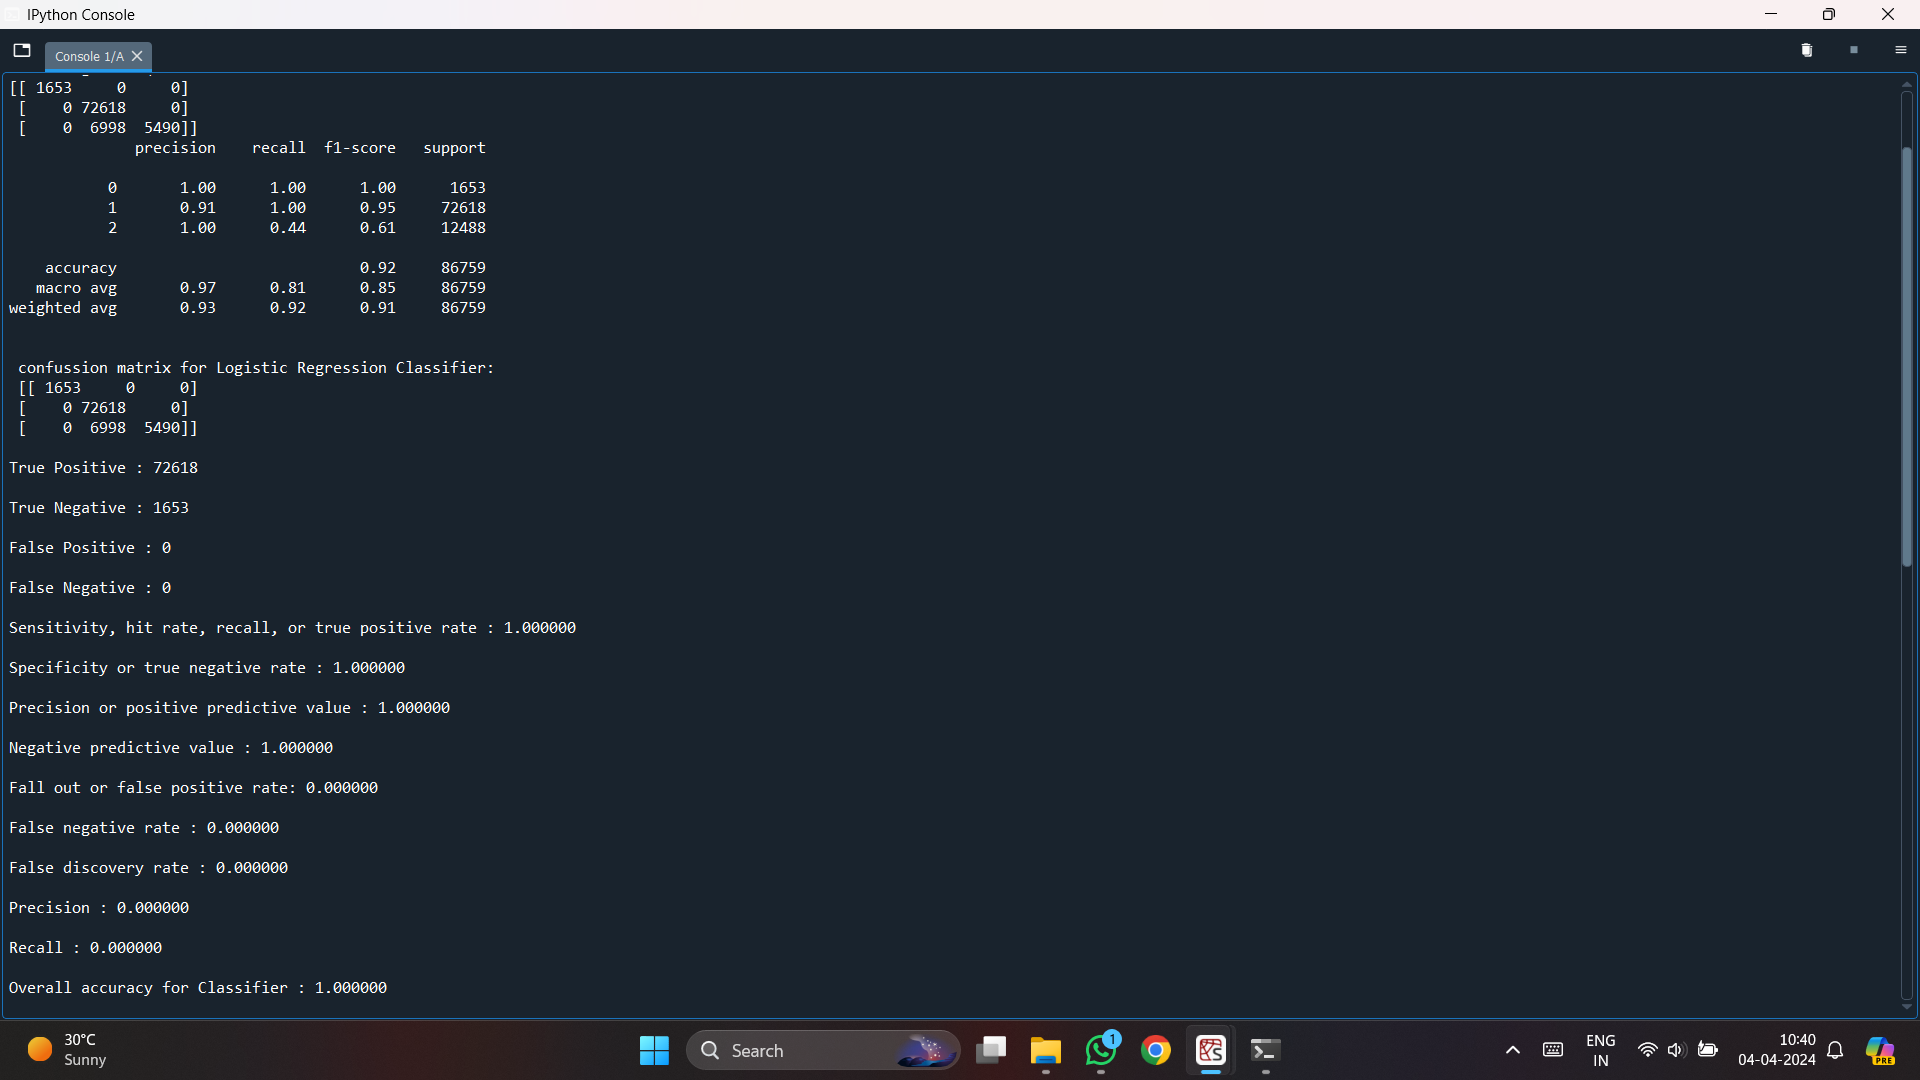 IPython Console
Console 1/A
[[ 1653     0     0]
 [    0 72618     0]
 [    0  6998  5490]]
              precision    recall  f1-score   support
           0       1.00      1.00      1.00      1653
           1       0.91      1.00      0.95     72618
           2       1.00      0.44      0.61     12488
    accuracy                           0.92     86759
   macro avg       0.97      0.81      0.85     86759
weighted avg       0.93      0.92      0.91     86759
 confussion matrix for Logistic Regression Classifier:
 [[ 1653     0     0]
 [    0 72618     0]
 [    0  6998  5490]]
True Positive : 72618
True Negative : 1653
False Positive : 0
False Negative : 0
Sensitivity, hit rate, recall, or true positive rate : 1.000000
Specificity or true negative rate : 1.000000
Precision or positive predictive value : 1.000000
Negative predictive value : 1.000000
Fall out or false positive rate: 0.000000
False negative rate : 0.000000
False discovery rate : 0.000000
Precision : 0.000000
Recall : 0.000000
Overall accuracy for Classifier : 1.000000
30°C
Sunny
Search
1
ENG
IN
10:40
04-04-2024
PRE